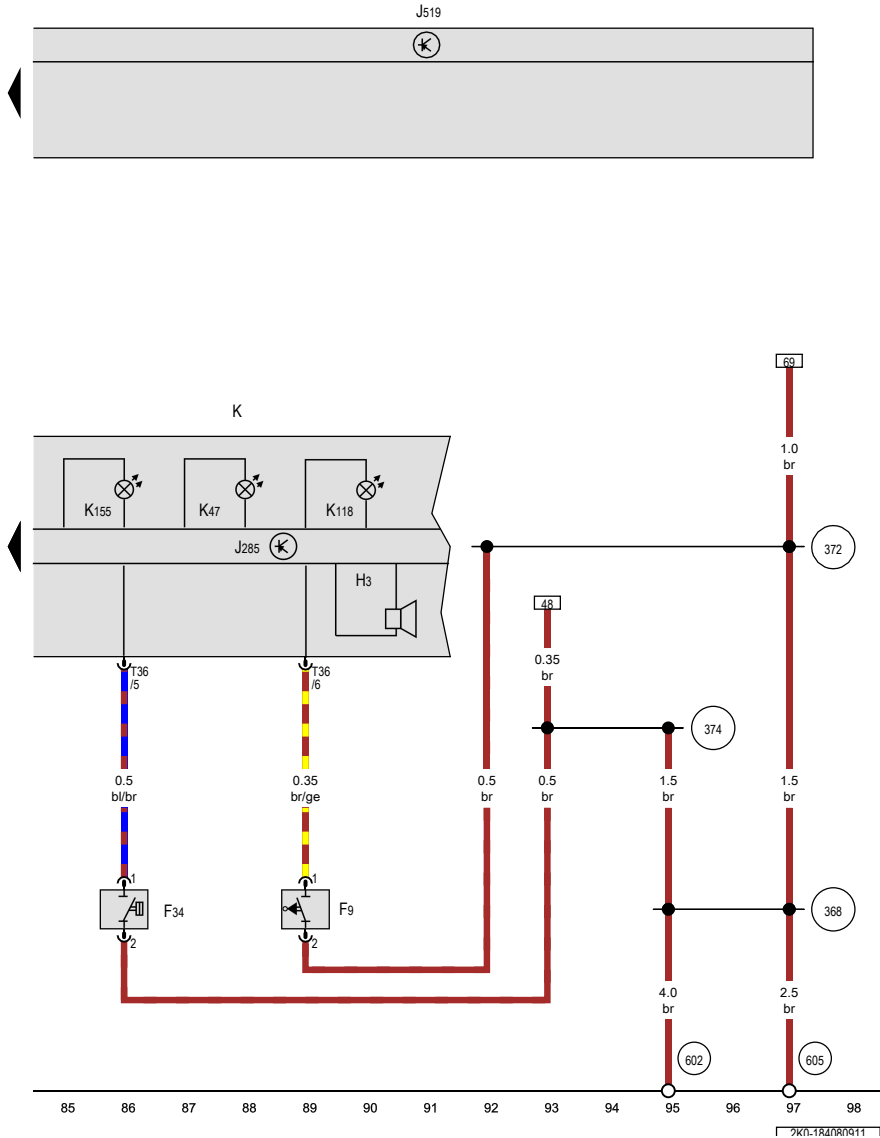 J519
69
K
1.0
br
K155
K47
K118
J285
H3
372
48
0.35
br
T36
/5
T36
/6
374
0.5
bl/br
0.35
br/ge
0.5
br
0.5
br
1.5
br
1.5
br
1
F34
2
1
F9
2
368
4.0
br
2.5
br
602
605
85 86 87 88 89 90 91 92 93 94 95 96 97 98
2K0-184080911